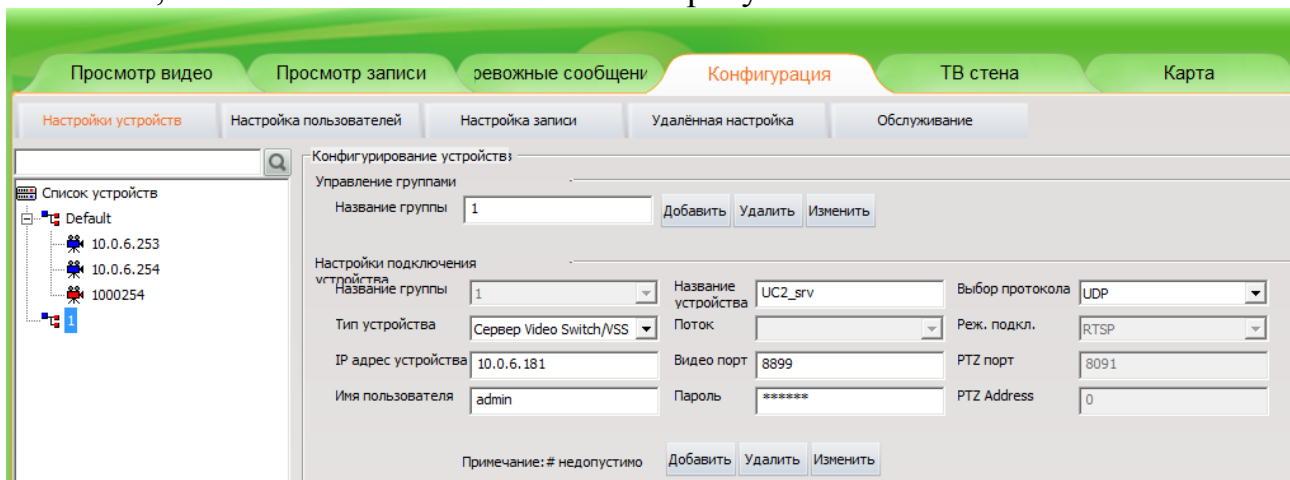 Просмотр видео Просмотр записи ревожные сообщени Конфигурация ТВ стена Карта
Настройки устройств Настройка пользователей Настройка записи Удалённая настройка Обслуживание
Конфигурирование устройств
Список устройств
Default
10.0.6.253
10.0.6.254
1000254
1
Управление группами
Название группы 1 Добавить Удалить Изменить
Настройки подключения
устройства
Название группы 1 Название устройства UC2_srv Выбор протокола UDP
Тип устройства Сервер Video Switch/VSS Поток Реж. подкл. RTSP
IP адрес устройства 10.0.6.181 Видео порт 8899 PTZ порт 8091
Имя пользователя admin Пароль ****** PTZ Address 0
Примечание:# недопустимо Добавить Удалить Изменить